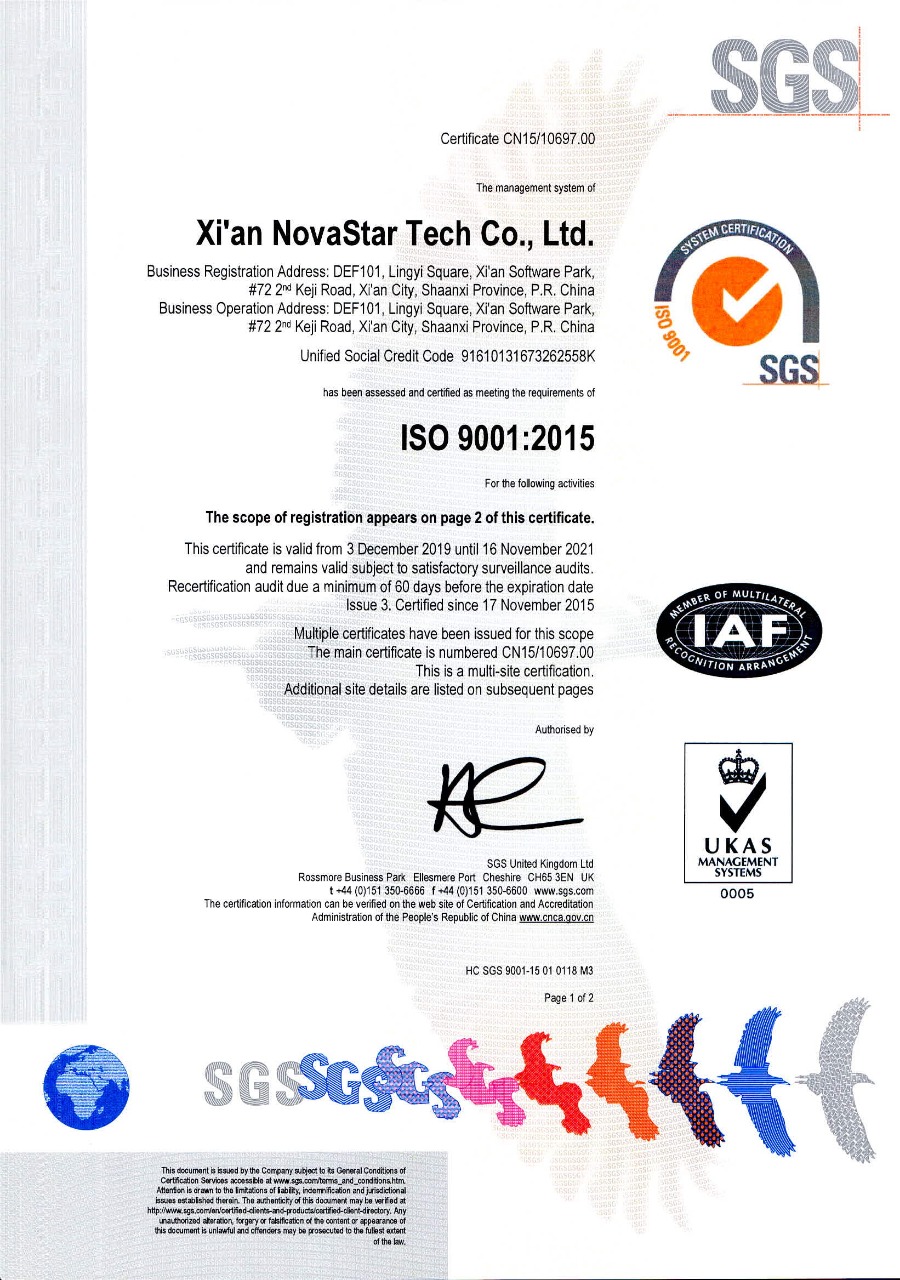 SGS
Certificate CN15/10697.00
The management system of
Xi'an NovaStar Tech Co., Ltd.
Business Registration Address: DEF101, Lingyi Square, Xi'an Software Park,
#72 2nd Keji Road, Xi'an City, Shaanxi Province, P.R. China
Business Operation Address: DEF101, Lingyi Square, Xi'an Software Park,
#72 2nd Keji Road, Xi'an City, Shaanxi Province, P.R. China
Unified Social Credit Code 91610131673262558K
SYSTEM CERTIFICATION
ISO 9001
SGS
has been assessed and certified as meeting the requirements of
ISO 9001:2015
For the following activities
The scope of registration appears on page 2 of this certificate.
This certificate is valid from 3 December 2019 until 16 November 2021
and remains valid subject to satisfactory surveillance audits.
Recertification audit due a minimum of 60 days before the expiration date
Issue 3. Certified since 17 November 2015
Multiple certificates have been issued for this scope
The main certificate is numbered CN15/10697.00
This is a multi-site certification.
Additional site details are listed on subsequent pages
MEMBER OF MULTILATERAL
IAF
RECOGNITION ARRANGEMENT
Authorised by
UKAS
MANAGEMENT
SYSTEMS
0005
SGS United Kingdom Ltd
Rossmore Business Park Ellesmere Port Cheshire CH65 3EN UK
t +44 (0)151 350-6666 f +44 (0)151 350-6600 www.sgs.com
The certification information can be verified on the web site of Certification and Accreditation
Administration of the People's Republic of China www.cnca.gov.cn
HC SGS 9001-15 01 0118 M3
Page 1 of 2
SGS SGS SGS
This document is issued by the Company subject to its General Conditions of
Certification Services accessible at www.sgs.com/terms_and_conditions.htm.
Attention is drawn to the limitations of liability, indemnification and jurisdictional
issues established therein. The authenticity of this document may be verified at
http://www.sgs.com/en/certified-clients-and-products/certified-client-directory. Any
unauthorized alteration, forgery or falsification of the content or appearance of
this document is unlawful and offenders may be prosecuted to the fullest extent
of the law.